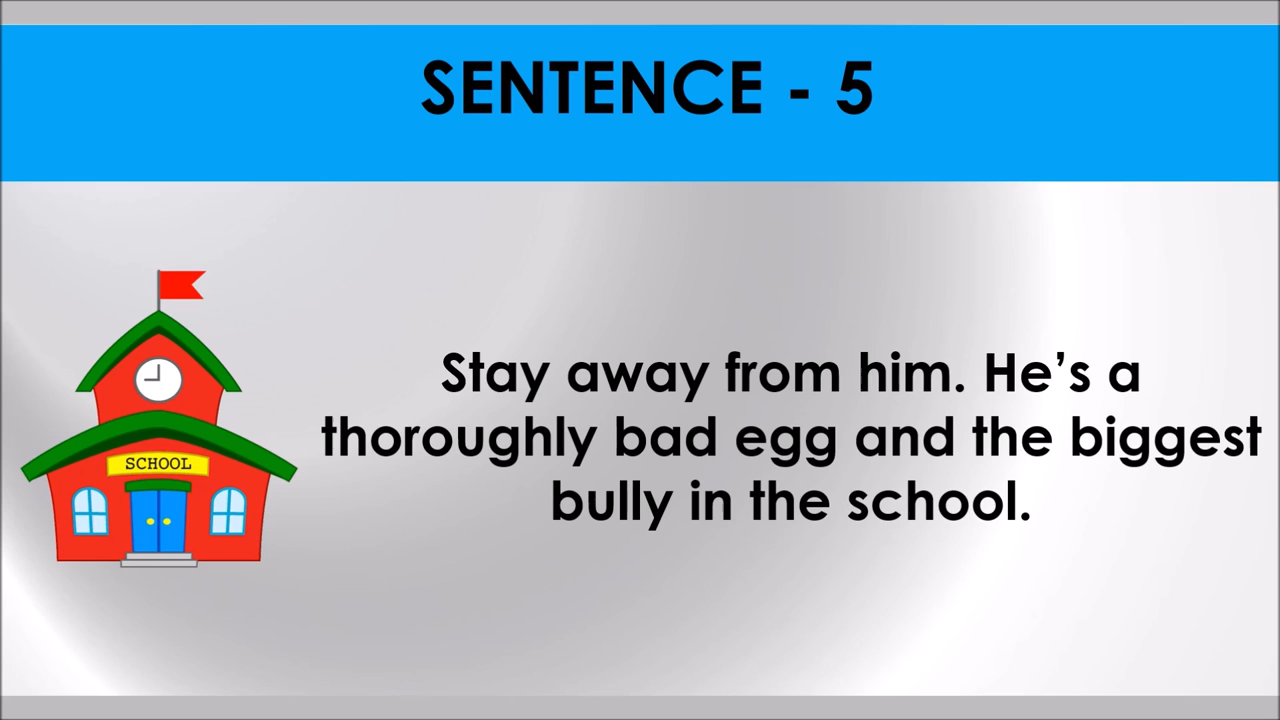 SENTENCE - 5
SCHOOL
Stay away from him. He’s a
thoroughly bad egg and the biggest
bully in the school.